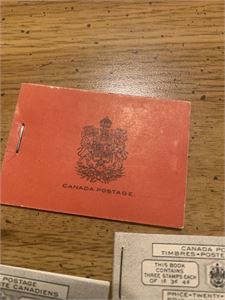 CANADA POSTAGE
POSTAGE
CANADIENS
CANADA PO
TIMBRES-POSTE
THIS BOOK
CONTAINS
THREE STAMPS EACH
OF 1¢ 3¢ 4¢
PRICE-TWENTY-